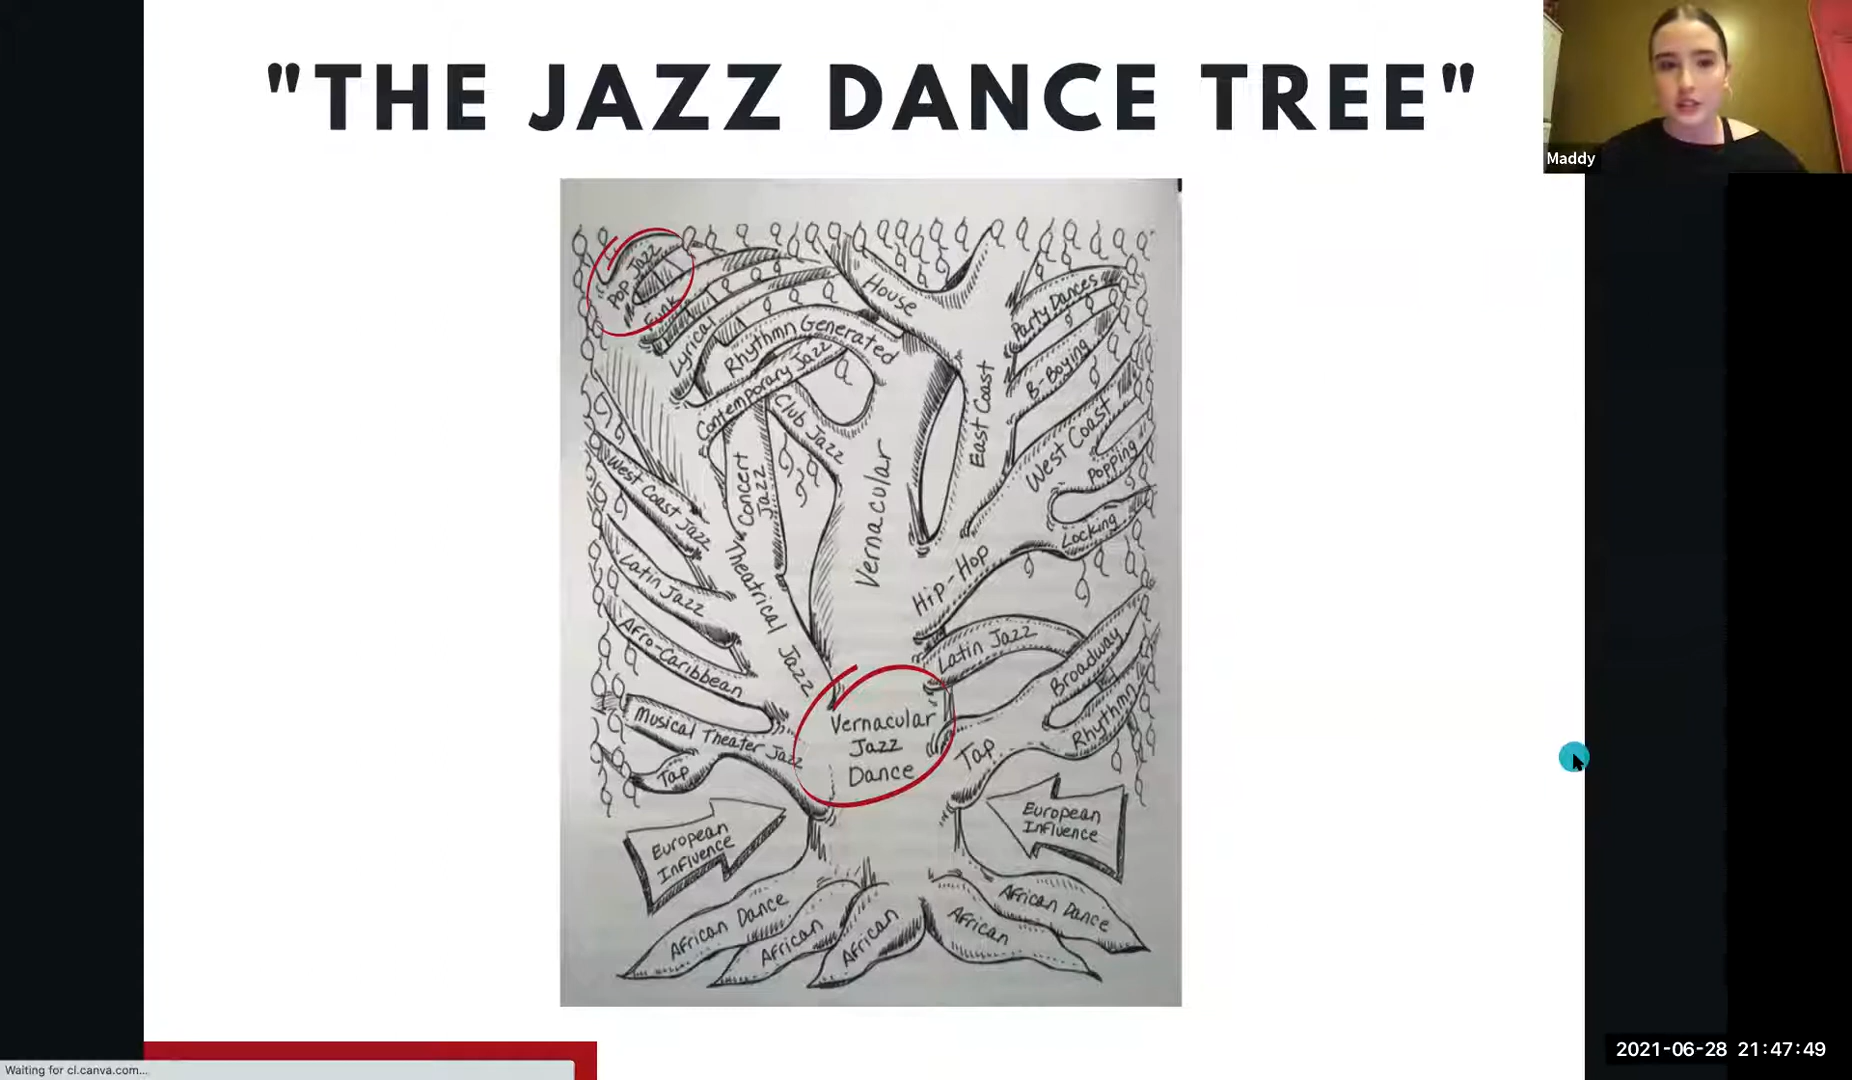 "THE JAZZ DANCE TREE"
Maddy
Pop Jazz
Funk
Lyrical
Rhythmn Generated
Contemporary Jazz
Club Jazz
Concert
Jazz
Vernacular
House
East Coast
Party Dances
B-Boying
West Coast
Popping
Locking
Hip-Hop
West Coast Jazz
Latin Jazz
Afro-Caribbean
Theatrical Jazz
Musical Theater Jazz
Tap
Latin Jazz
Broadway
Rhythmn
Tap
Vernacular
Jazz
Dance
European
Influence
European
Influence
African Dance
African
African
African
African Dance
2021-06-28 21:47:49
Waiting for cl.canva.com...